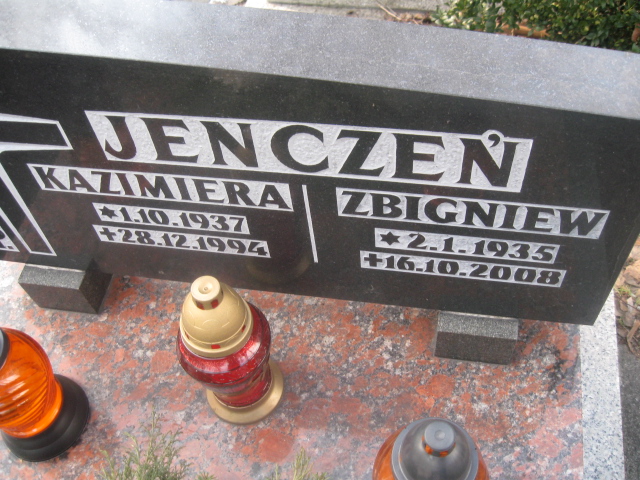 JENCZEŃ
KAZIMIERA
*1.10.1937
+28.12.1994
ZBIGNIEW
*2.1.1935
+16.10.2008